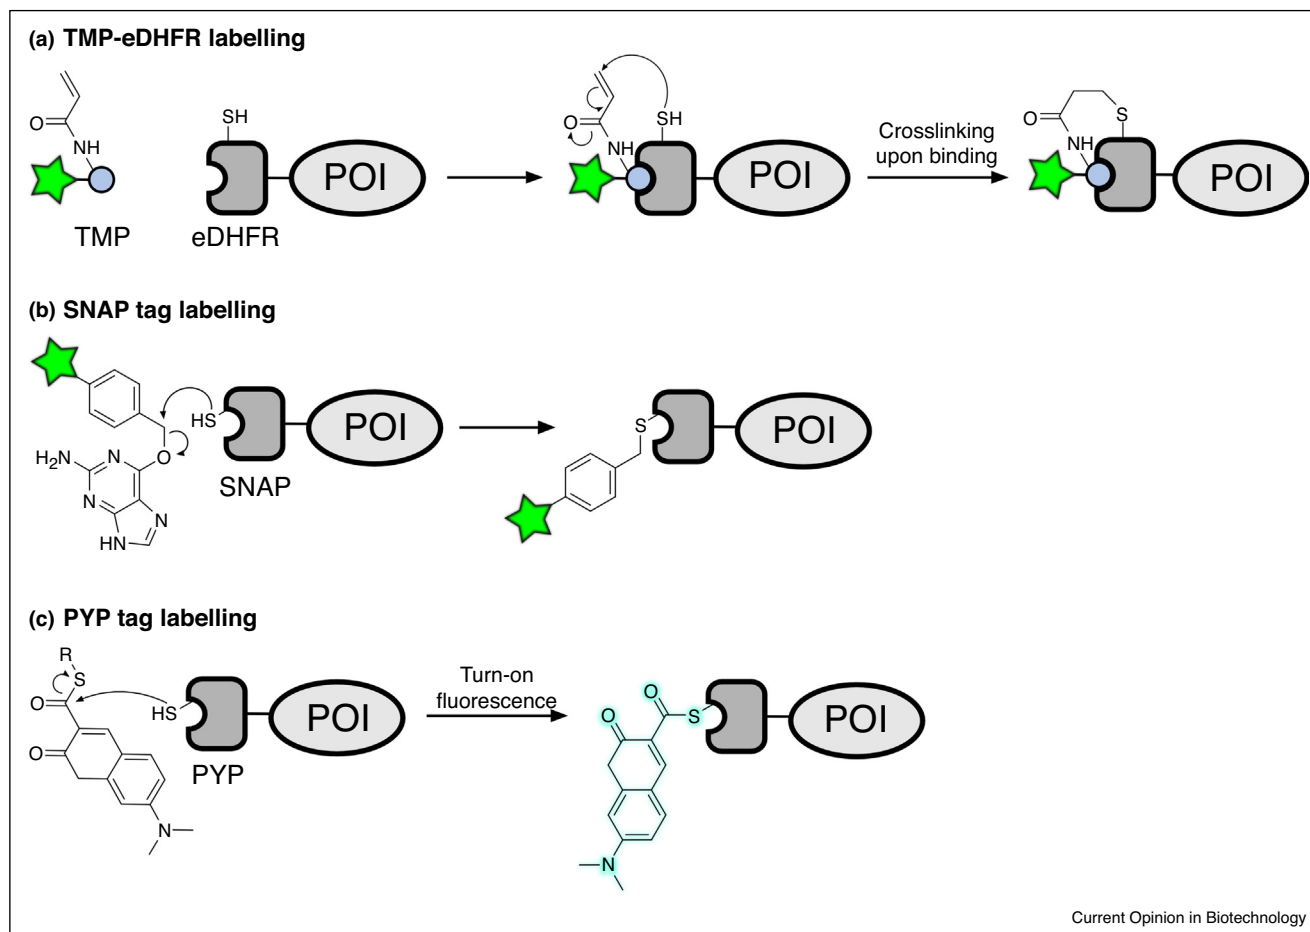 (a) TMP-eDHFR labelling
O
NH
TMP
SH
eDHFR
POI
O
NH
SH
POI
Crosslinking
upon binding
O
NH
S
POI
(b) SNAP tag labelling
H2N
N
N
O
N
HN
HS
SNAP
POI
S
POI
(c) PYP tag labelling
R
S
O
O
N
HS
PYP
POI
Turn-on
fluorescence
O
O
S
N
POI
Current Opinion in Biotechnology